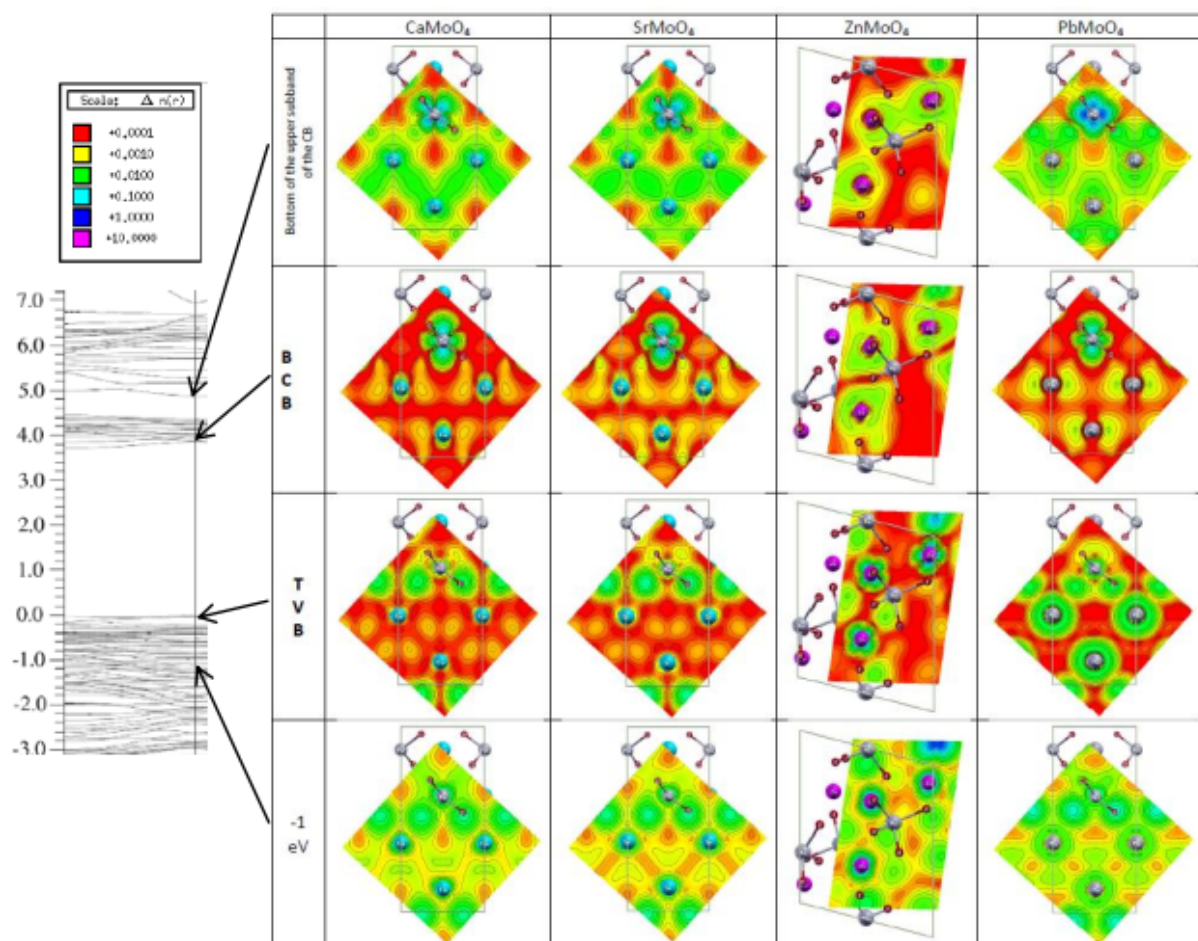 CaMoO₄
SrMoO₄
ZnMoO₄
PbMoO₄
Scale: Δ n(r)
+0.0001
+0.0010
+0.0100
+0.1000
+1.0000
+10.0000
Bottom of the upper subband
of the CB
B
C
B
T
V
B
-1
eV
7.0
6.0
5.0
4.0
3.0
2.0
1.0
0.0
-1.0
-2.0
-3.0